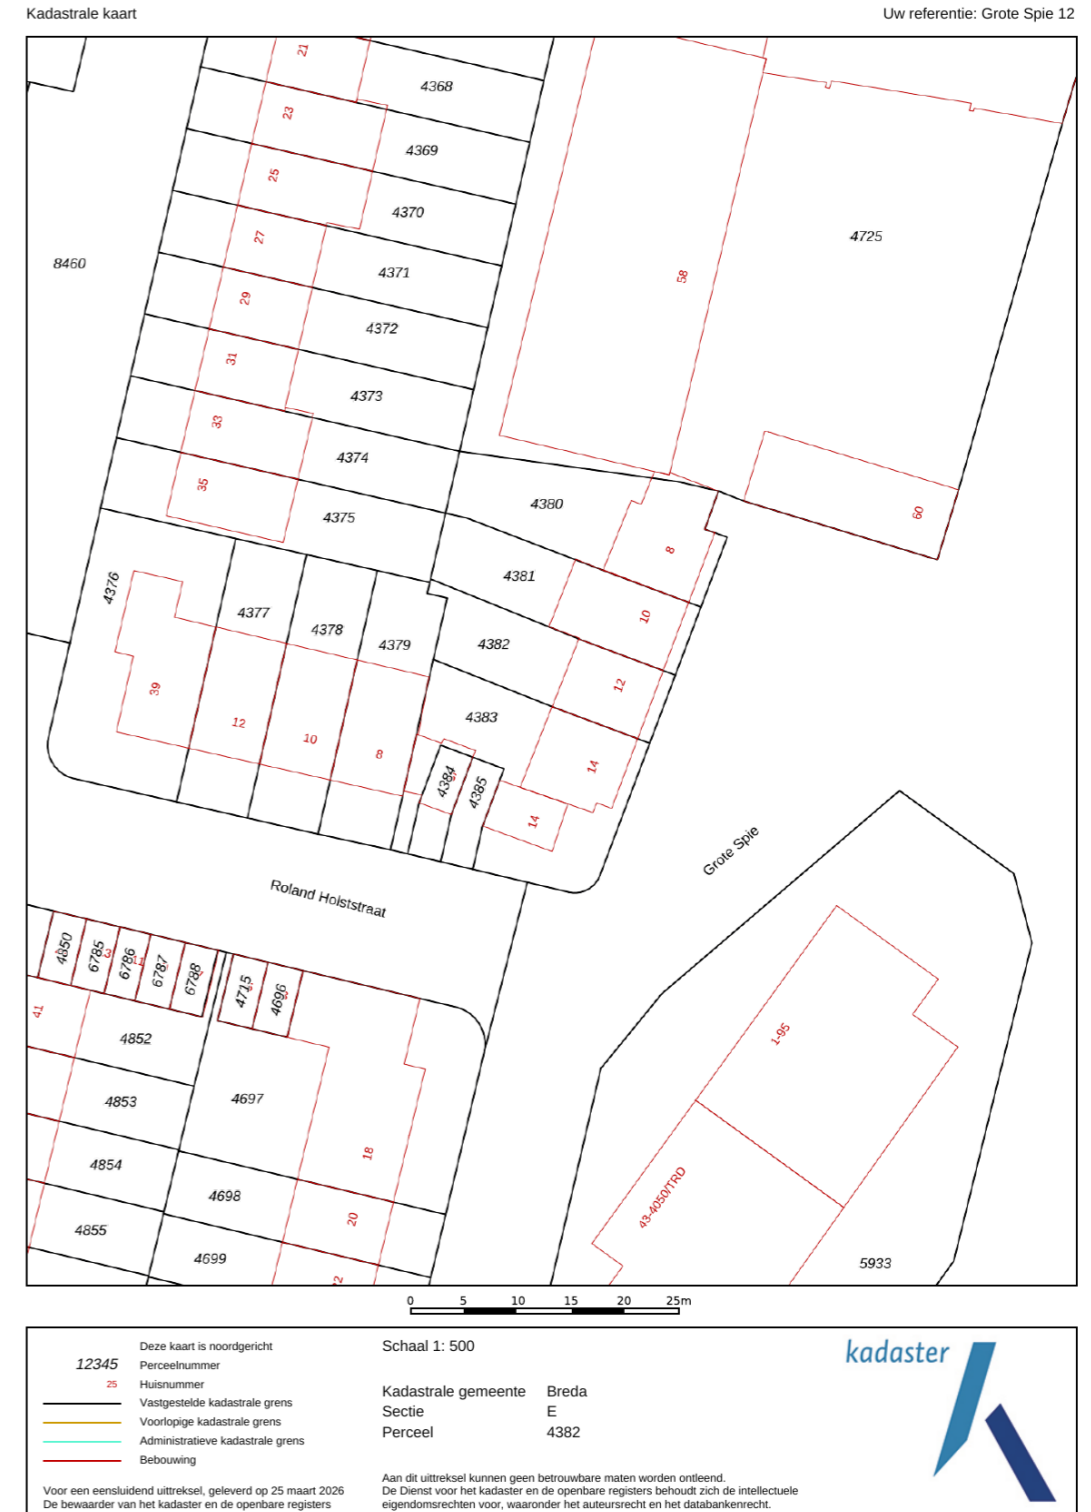 Kadastrale kaart
Uw referentie: Grote Spie 12
21
4368
23
4369
25
4370
4725
27
8460
4371
58
29
4372
31
4373
33
4374
35
4380
60
4375
8
4381
4376
10
4377
4378
4382
4379
12
39
4383
12
10
8
14
4384
4385
14
Grote Spie
Roland Holststraat
4850
6785
3
6786
11
6787
6788
4715
4696
41
4852
1-95
4853
4697
18
4854
43-4050/TRD
4698
20
4855
4699
5933
0 5 10 15 20 25m
Deze kaart is noordgericht
12345 Perceelnummer
25 Huisnummer
Vastgestelde kadastrale grens
Voorlopige kadastrale grens
Administratieve kadastrale grens
Bebouwing
Voor een eensluidend uittreksel, geleverd op 25 maart 2026
De bewaarder van het kadaster en de openbare registers
Schaal 1: 500
Kadastrale gemeente Breda
Sectie E
Perceel 4382
Aan dit uittreksel kunnen geen betrouwbare maten worden ontleend.
De Dienst voor het kadaster en de openbare registers behoudt zich de intellectuele
eigendomsrechten voor, waaronder het auteursrecht en het databankenrecht.
kadaster